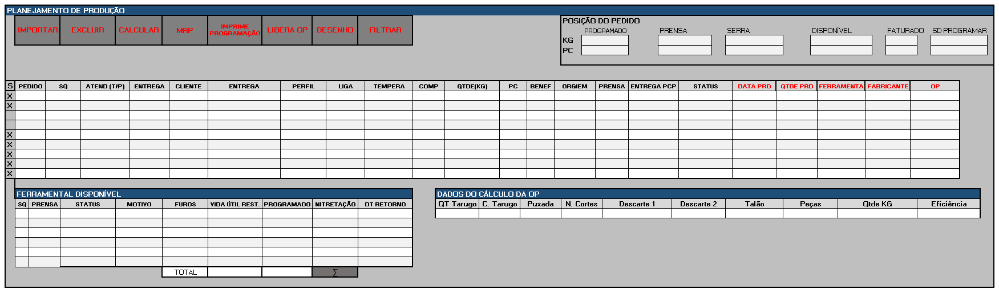 PLANEJAMENTO DE PRODUÇÃO
IMPORTAR EXCLUIR CALCULAR MRP IMPRIME PROGRAMAÇÃO LIBERA OP DESENHO FILTRAR
POSIÇÃO DO PEDIDO
PROGRAMADO PRENSA SERRA DISPONÍVEL FATURADO SD PROGRAMAR
KG
PC
S PEDIDO SQ ATEND (T/P) ENTREGA CLIENTE ENTREGA PERFIL LIGA TEMPERA COMP QTDE(KG) PC BENEF ORGIEM PRENSA ENTREGA PCP STATUS DATA PRD QTDE PRD FERRAMENTA FABRICANTE OP
X
X
X
X
X
X
X
FERRAMENTAL DISPONÍVEL
SQ PRENSA STATUS MOTIVO FUROS VIDA ÚTIL REST. PROGRAMADO NITRETAÇÃO DT RETORNO
TOTAL ∑
DADOS DO CÁLCULO DA OP
QT Tarugo C. Tarugo Puxada N. Cortes Descarte 1 Descarte 2 Talão Peças Qtde KG Eficiência